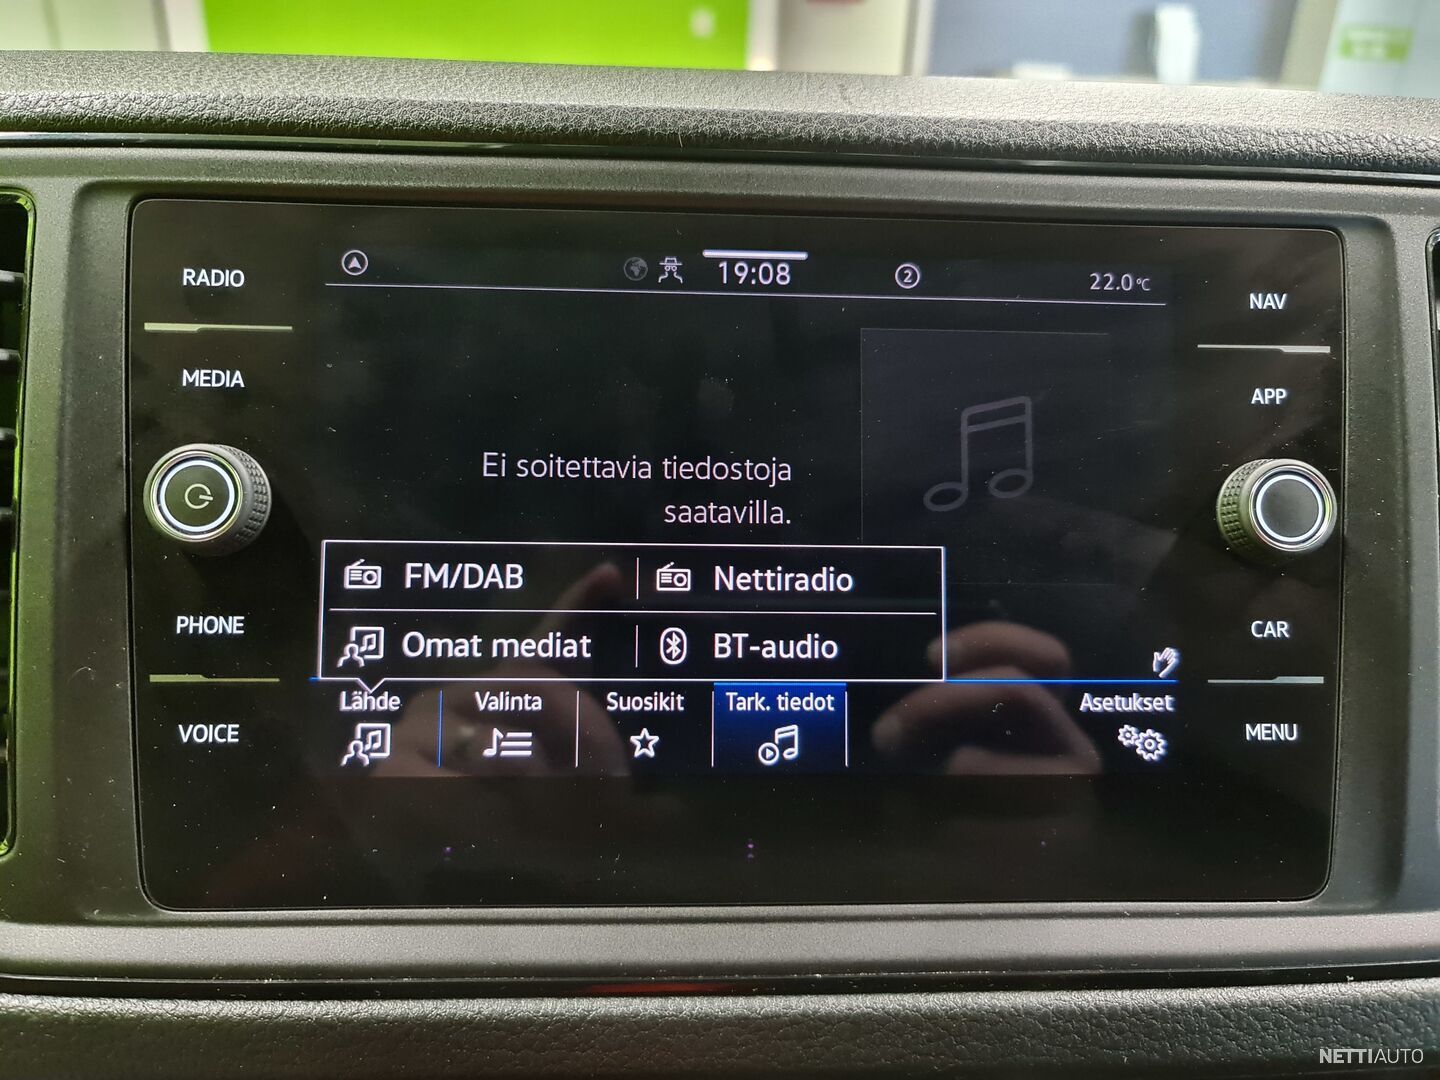 RADIO
MEDIA
PHONE
VOICE
19:08
2
22.0°C
Ei soitettavia tiedostoja
saatavilla.
FM/DAB
Nettiradio
Omat mediat
BT-audio
Lähde
Valinta
Suosikit
Tark. tiedot
Asetukset
NAV
APP
CAR
MENU
NETTIAUTO